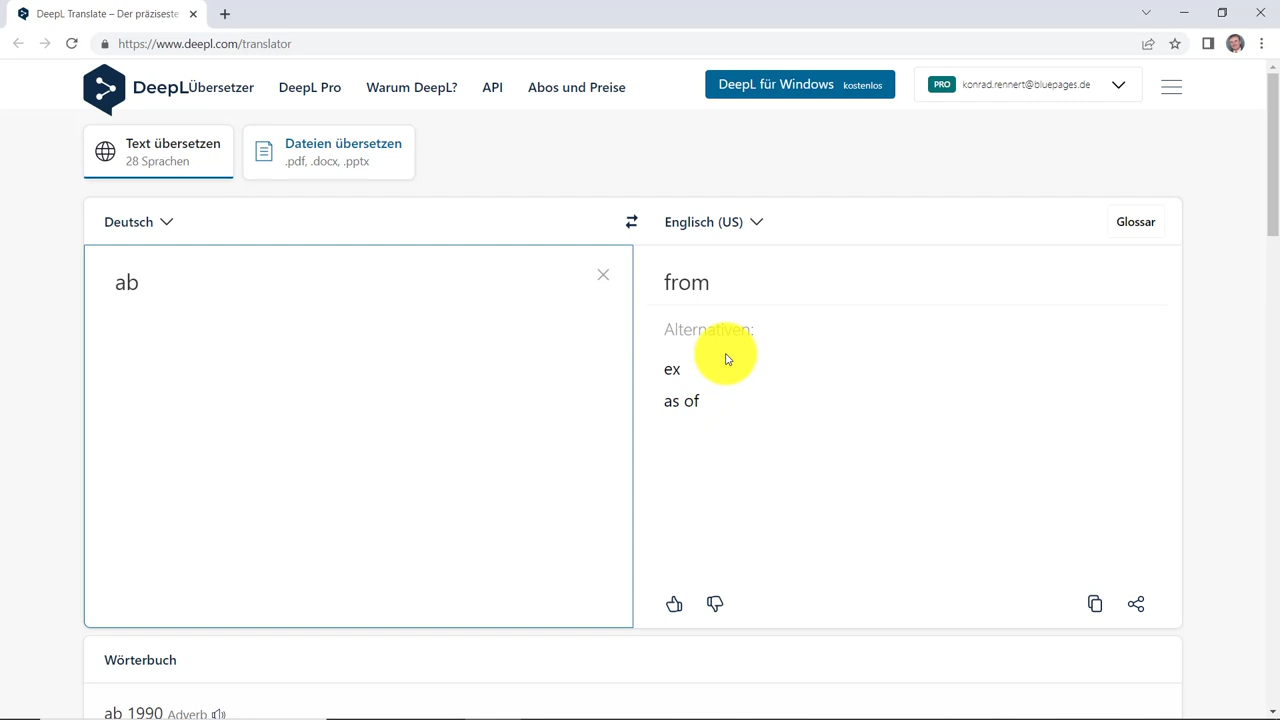 DeepL Translate – Der präziseste
https://www.deepl.com/translator
DeepL Übersetzer DeepL Pro Warum DeepL? API Abos und Preise DeepL für Windows kostenlos PRO konrad.rennert@bluepages.de
Text übersetzen
28 Sprachen
Dateien übersetzen
.pdf, .docx, .pptx
Deutsch Englisch (US) Glossar
ab
from
Alternativen:
ex
as of
Wörterbuch
ab 1990 Adverb